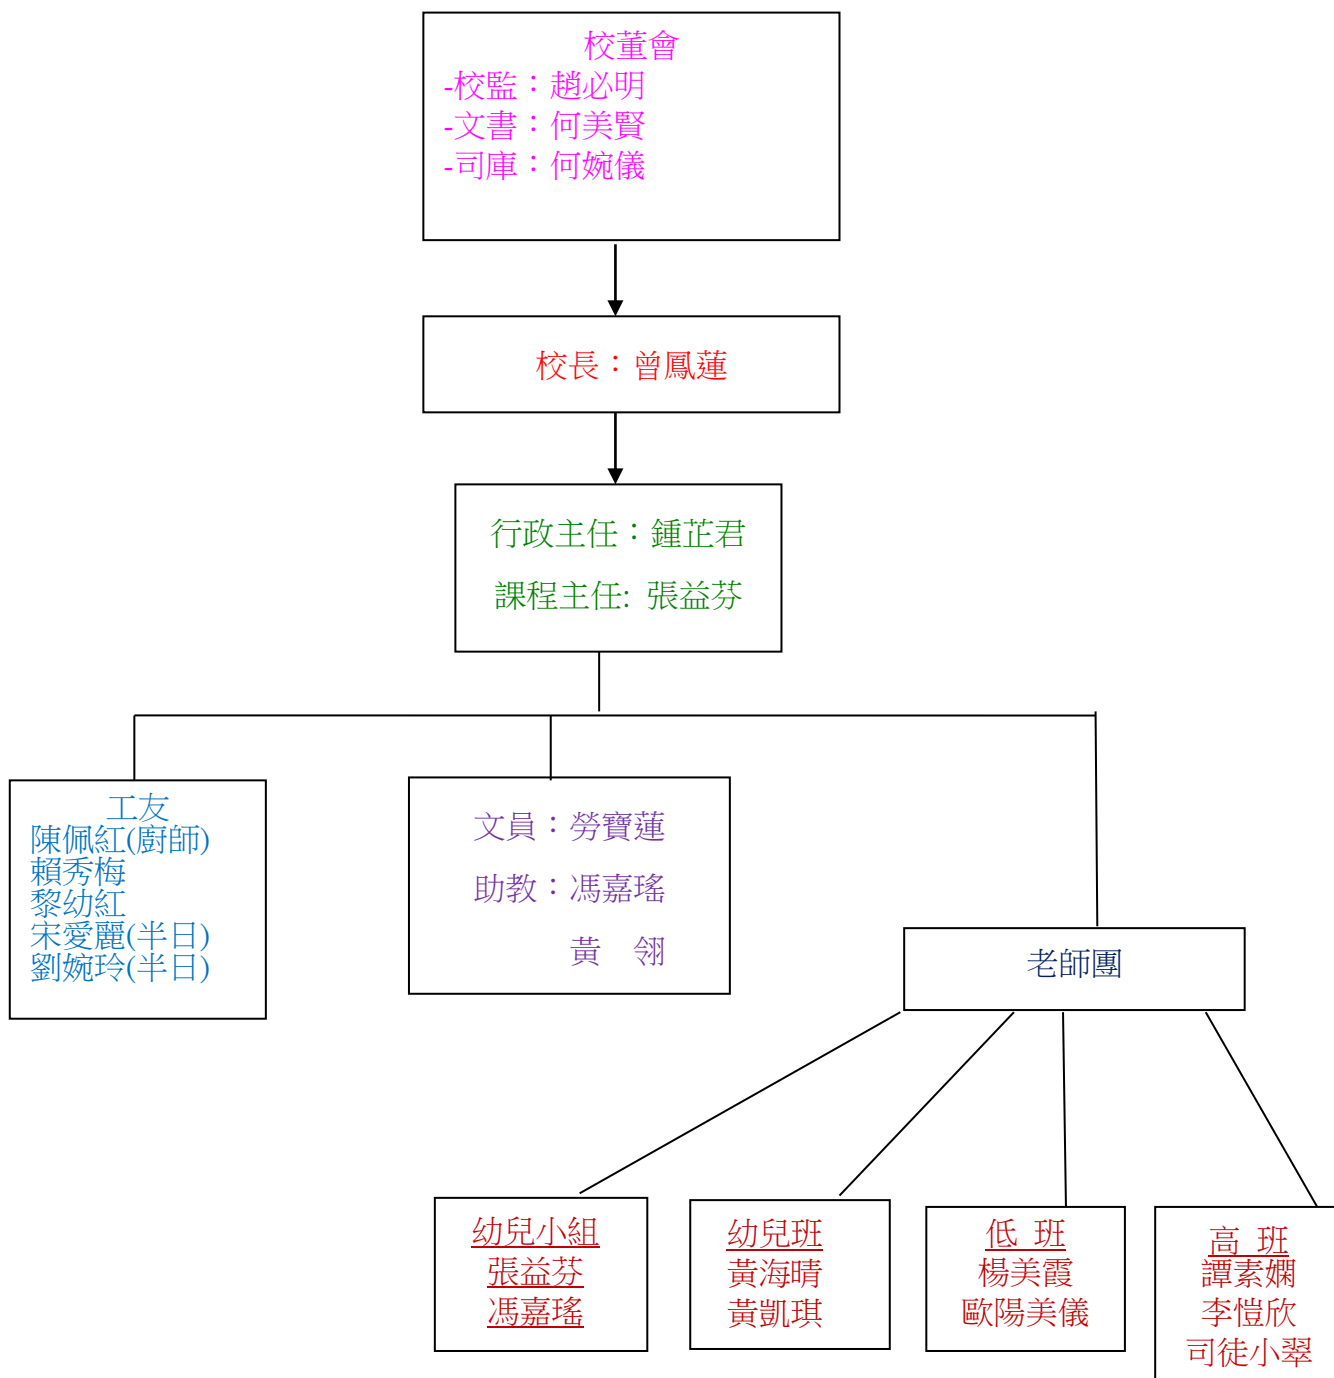 校董會
-校監：趙必明
-文書：何美賢
-司庫：何婉儀
校長：曾鳳蓮
行政主任：鍾芷君
課程主任: 張益芬
工友
陳佩紅(廚師)
賴秀梅
黎幼紅
宋愛麗(半日)
劉婉玲(半日)
文員：勞寶蓮
助教：馮嘉瑤
黃　翎
老師團
幼兒小組
張益芬
馮嘉瑤
幼兒班
黃海晴
黃凱琪
低 班
楊美霞
歐陽美儀
高 班
譚素嫻
李愷欣
司徒小翠